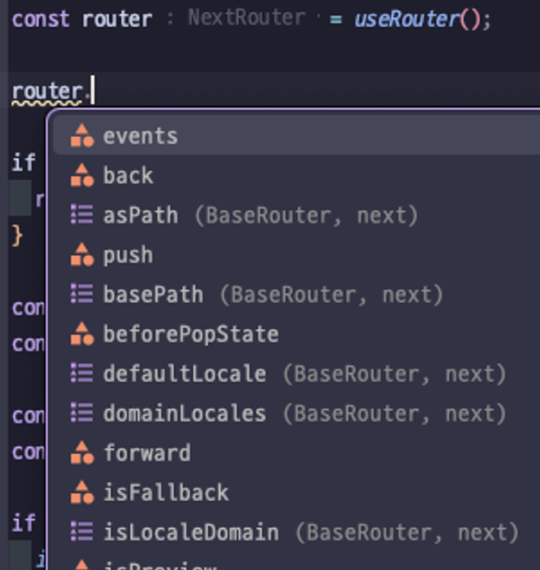 const router : NextRouter = useRouter();
router.
events
if
back
r
asPath (BaseRouter, next)
}
push
basePath (BaseRouter, next)
con
beforePopState
con
defaultLocale (BaseRouter, next)
con
domainLocales (BaseRouter, next)
con
forward
isFallback
if
isLocaleDomain (BaseRouter, next)
i
isPreview